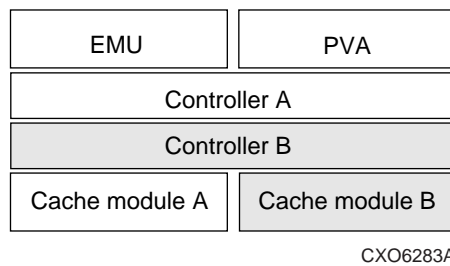 EMU PVA
Controller A
Controller B
Cache module A Cache module B
CXO6283A